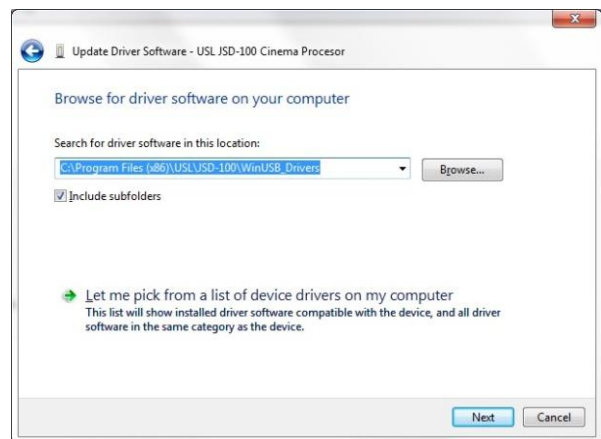 Update Driver Software - USL JSD-100 Cinema Procesor
Browse for driver software on your computer
Search for driver software in this location:
C:\Program Files (x86)\USL\JSD-100\WinUSB_Drivers
Browse...
Include subfolders
Let me pick from a list of device drivers on my computer
This list will show installed driver software compatible with the device, and all driver
software in the same category as the device.
Next Cancel